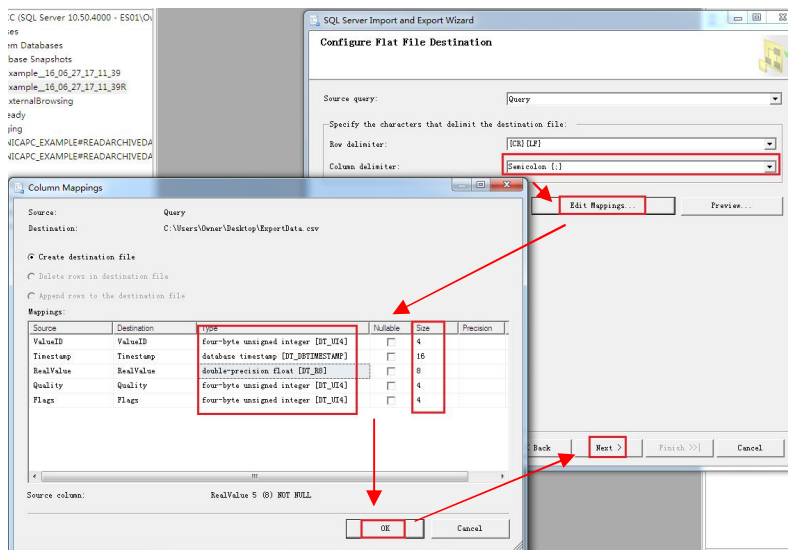 C (SQL Server 10.50.4000 - ES01\Ow
ses
em Databases
base Snapshots
xample__16_06_27_17_11_39
xample__16_06_27_17_11_39R
xternalBrowsing
eady
ging
NICAPC_EXAMPLE#READARCHIVEDA
NICAPC_EXAMPLE#READARCHIVEDA
SQL Server Import and Export Wizard
Configure Flat File Destination
Source query: Query
Specify the characters that delimit the destination file:
Row delimiter: {CR}{LF}
Column delimiter: Semicolon {;}
Edit Mappings... Preview...
Back Next > Finish >>| Cancel
Column Mappings
Source: Query
Destination: C:\Users\Owner\Desktop\ExportData.csv
Create destination file
Delete rows in destination file
Append rows to the destination file
Mappings:
Source Destination Type Nullable Size Precision
ValueID ValueID four-byte unsigned integer [DT_UI4] 4
Timestamp Timestamp database timestamp [DT_DBTIMESTAMP] 16
RealValue RealValue double-precision float [DT_R8] 8
Quality Quality four-byte unsigned integer [DT_UI4] 4
Flags Flags four-byte unsigned integer [DT_UI4] 4
Source column: RealValue 5 (8) NOT NULL
OK Cancel